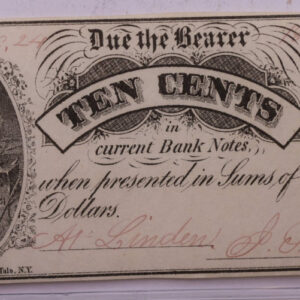 Due the Bearer
TEN CENTS
in
current Bank Notes,
when presented in Sums of
Dollars.
At Linden, J.
N.Y.